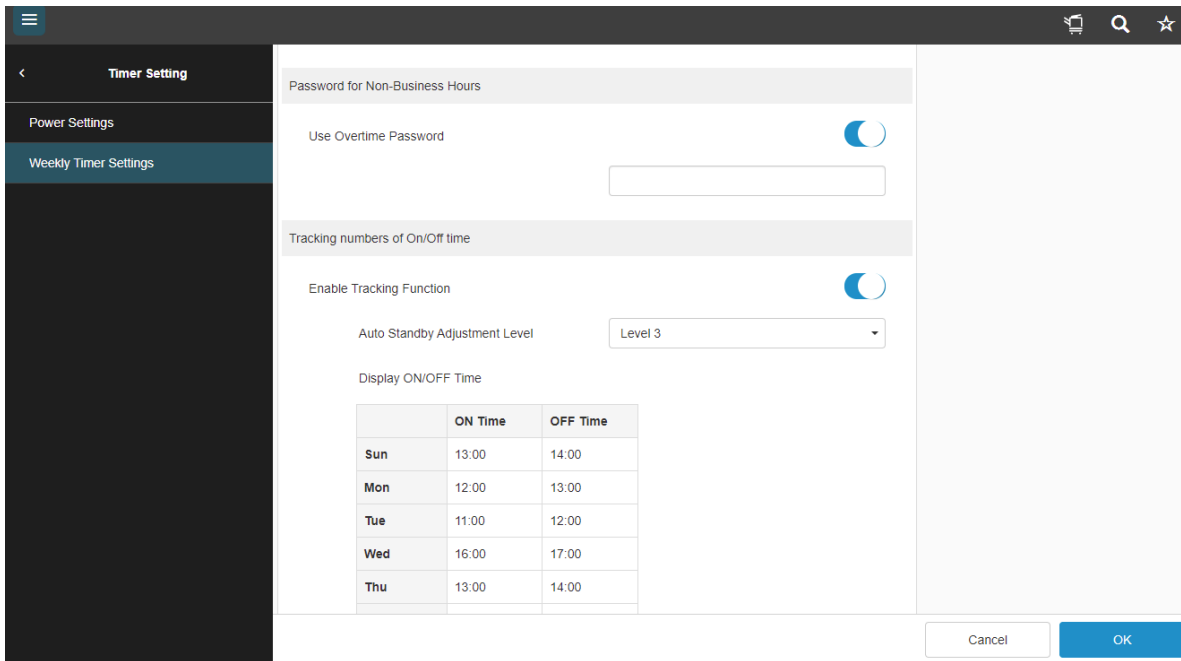 Timer Setting
Power Settings
Weekly Timer Settings
Password for Non-Business Hours
Use Overtime Password
Tracking numbers of On/Off time
Enable Tracking Function
Auto Standby Adjustment Level Level 3
Display ON/OFF Time
ON Time OFF Time
Sun 13:00 14:00
Mon 12:00 13:00
Tue 11:00 12:00
Wed 16:00 17:00
Thu 13:00 14:00
Cancel OK